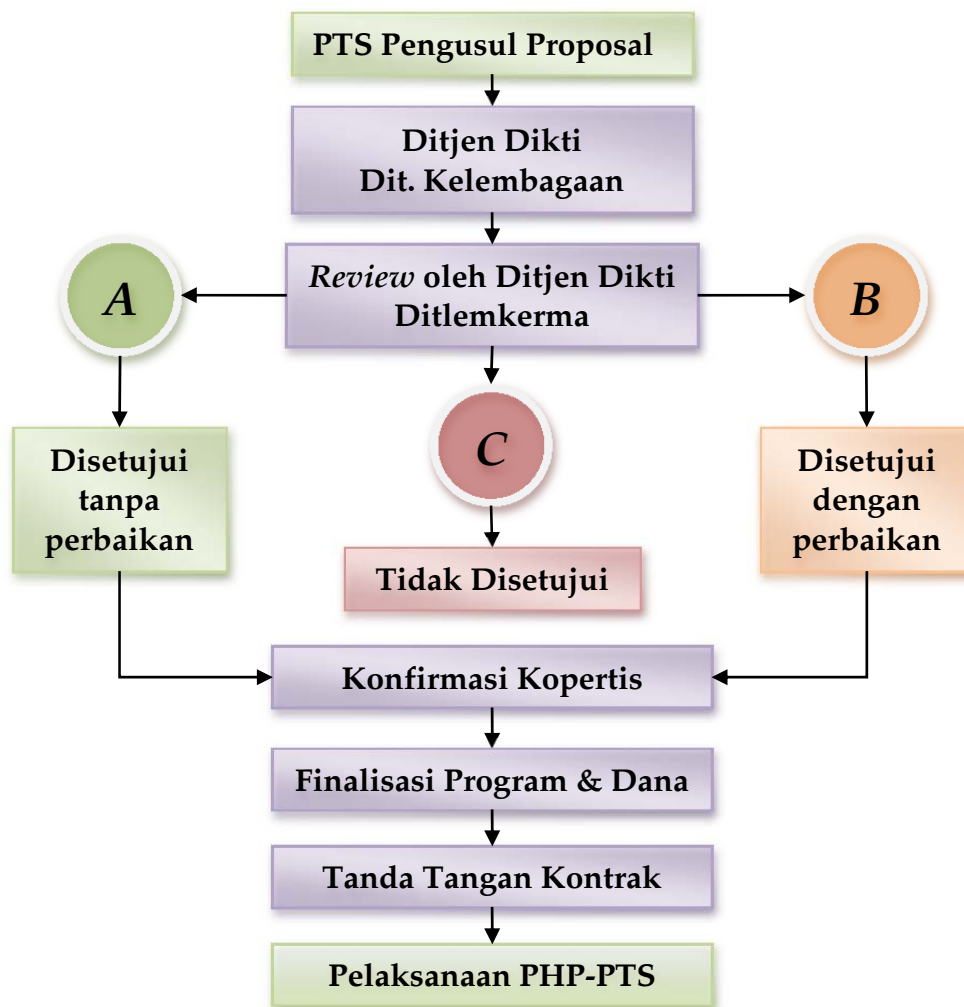 PTS Pengusul Proposal
Ditjen Dikti
Dit. Kelembagaan
Review oleh Ditjen Dikti
Ditlemkerma
A
B
C
Disetujui
tanpa
perbaikan
Disetujui
dengan
perbaikan
Tidak Disetujui
Konfirmasi Kopertis
Finalisasi Program & Dana
Tanda Tangan Kontrak
Pelaksanaan PHP-PTS